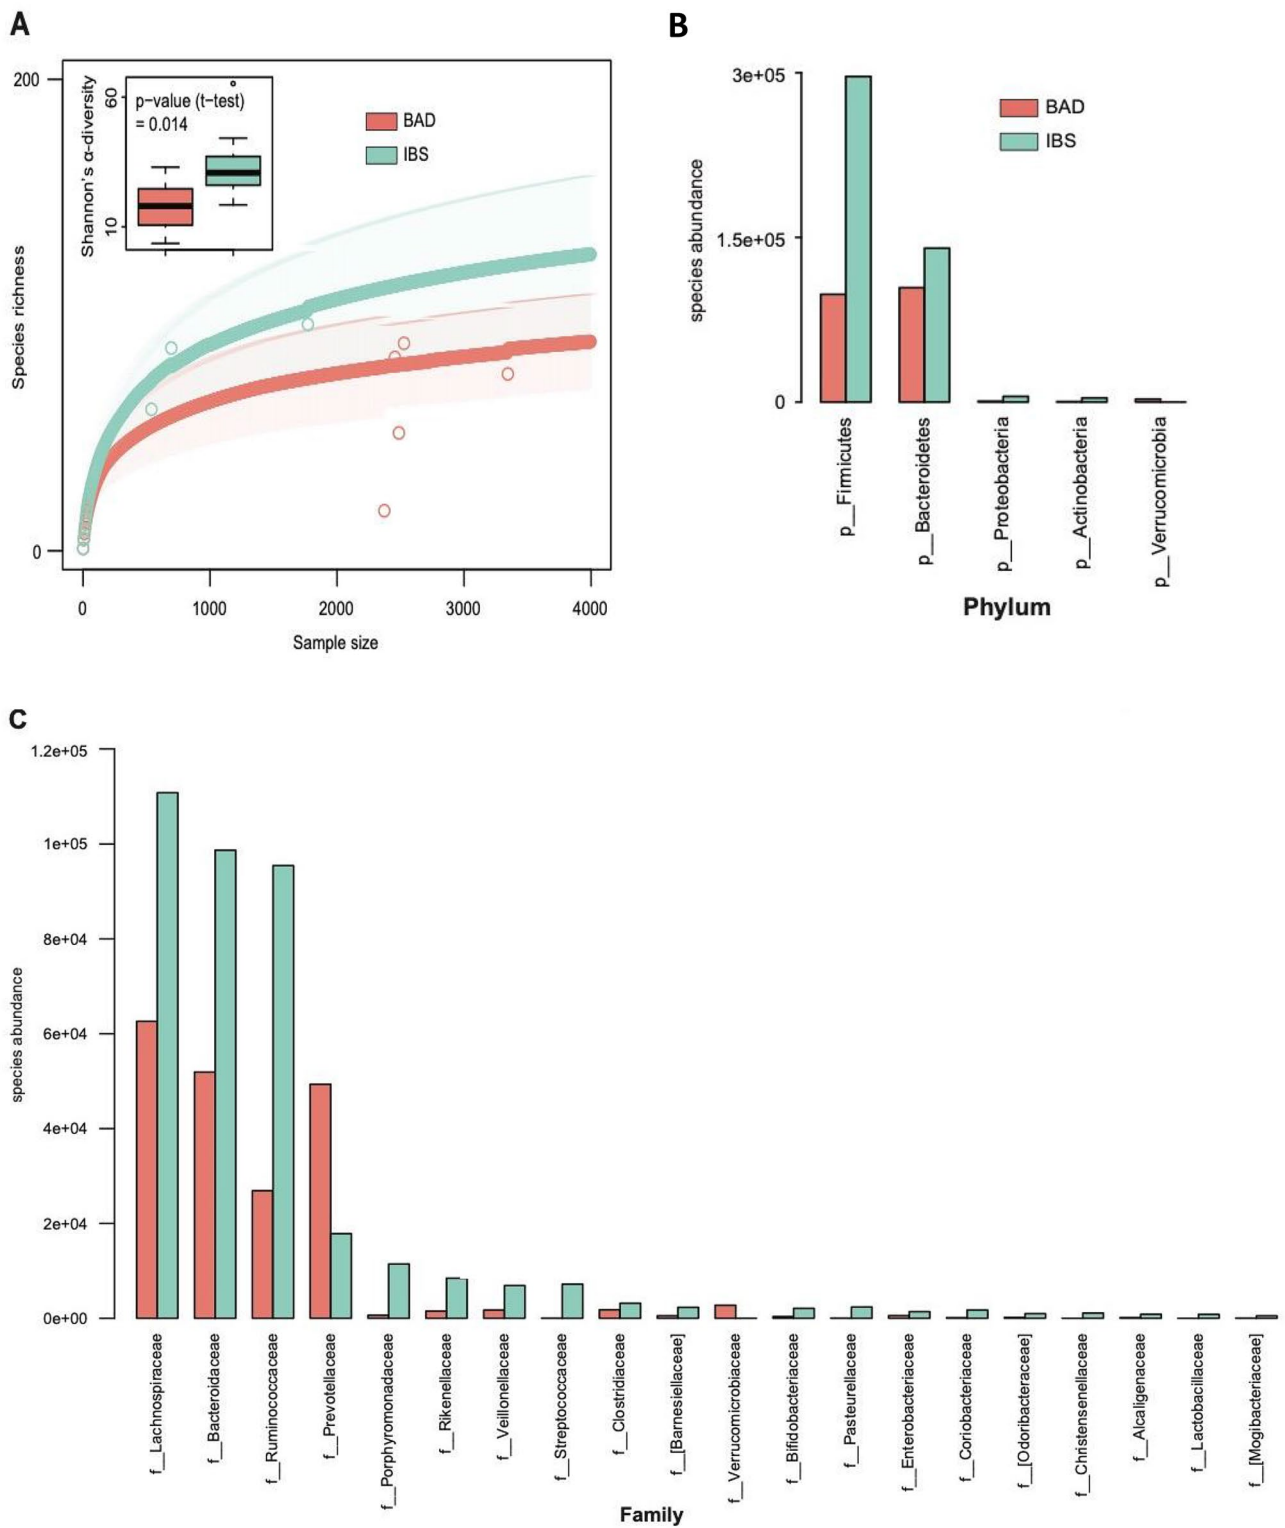 A
200
0
Species richness
Shannon's α-diversity
60
10
p-value (t-test)
= 0.014
BAD
IBS
0
1000
2000
3000
4000
Sample size
B
3e+05
1.5e+05
0
species abundance
BAD
IBS
p__Firmicutes
p__Bacteroidetes
p__Proteobacteria
p__Actinobacteria
p__Verrucomicrobia
Phylum
C
1.2e+05
1e+05
8e+04
6e+04
4e+04
2e+04
0e+00
species abundance
f__Lachnospiraceae
f__Bacteroidaceae
f__Ruminococcaceae
f__Prevotellaceae
f__Porphyromonadaceae
f__Rikenellaceae
f__Veillonellaceae
f__Streptococcaceae
f__Clostridiaceae
f__[Barnesiellaceae]
f__Verrucomicrobiaceae
f__Bifidobacteriaceae
f__Pasteurellaceae
f__Enterobacteriaceae
f__Coriobacteriaceae
f__[Odoribacteraceae]
f__Christensenellaceae
f__Alcaligenaceae
f__Lactobacillaceae
f__[Mogibacteriaceae]
Family